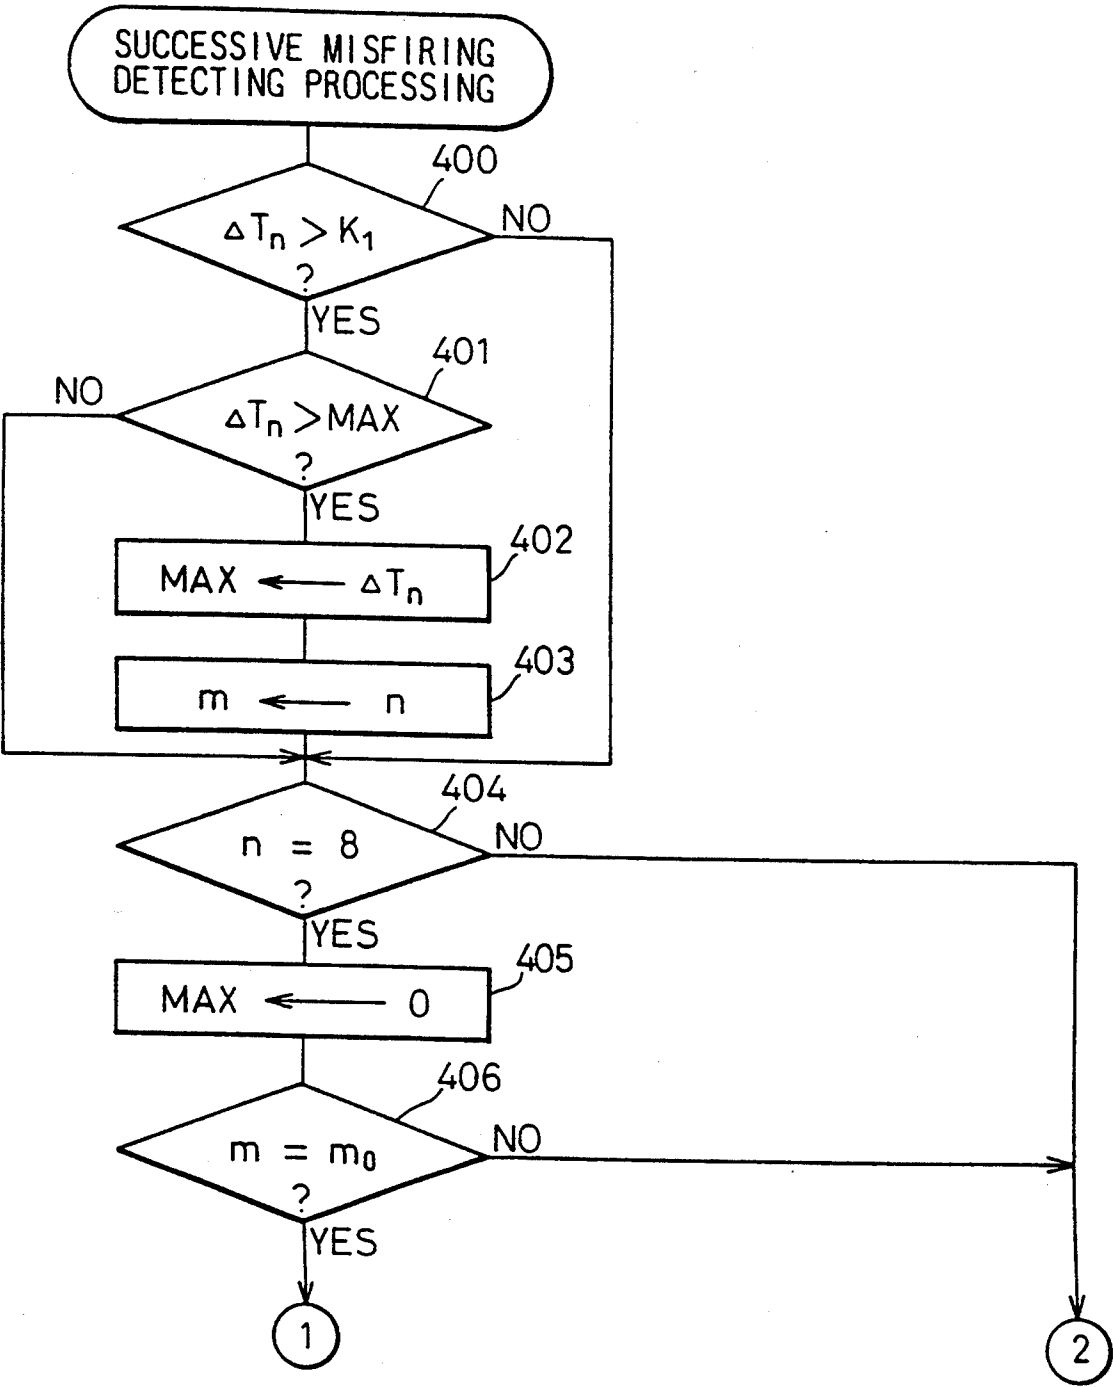 SUCCESSIVE MISFIRING
DETECTING PROCESSING
400
ΔTn > K1
?
NO
YES
401
NO
ΔTn > MAX
?
YES
402
MAX ← ΔTn
403
m ← n
404
n = 8
?
NO
YES
405
MAX ← 0
406
m = m0
?
NO
YES
1
2